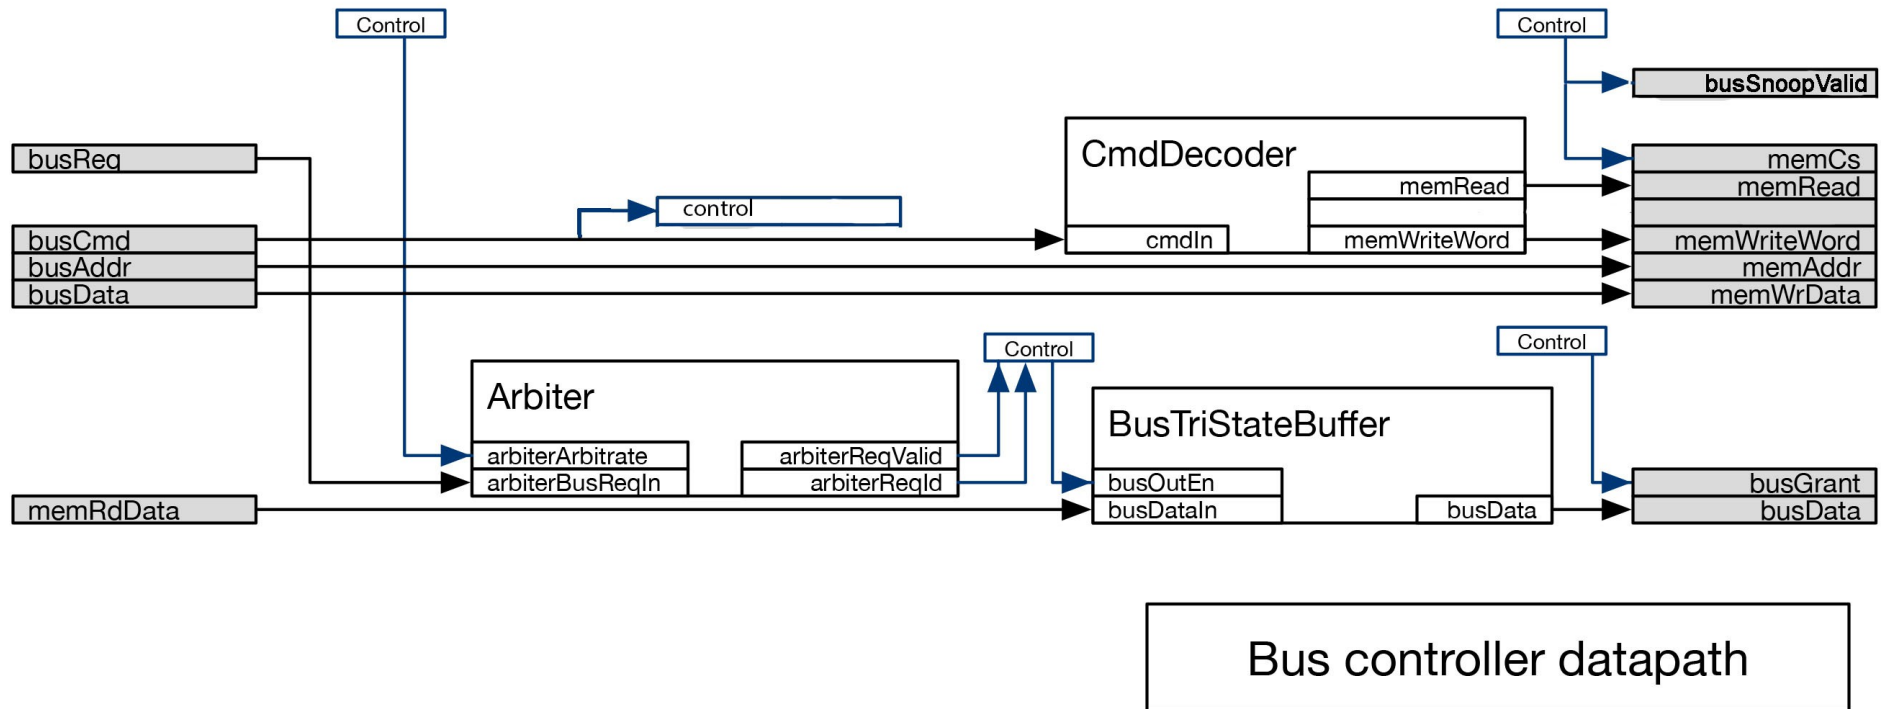 Control
Control
busSnoopValid
busReq
CmdDecoder
memCs
memRead
memRead
control
busCmd
cmdIn
memWriteWord
memWriteWord
busAddr
memAddr
busData
memWrData
Control
Control
Arbiter
BusTriStateBuffer
arbiterArbitrate
arbiterReqValid
arbiterBusReqIn
arbiterReqId
busOutEn
busGrant
memRdData
busDataIn
busData
busData
Bus controller datapath